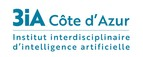 3iA Côte d'Azur
Institut interdisciplinaire
d'intelligence artificielle